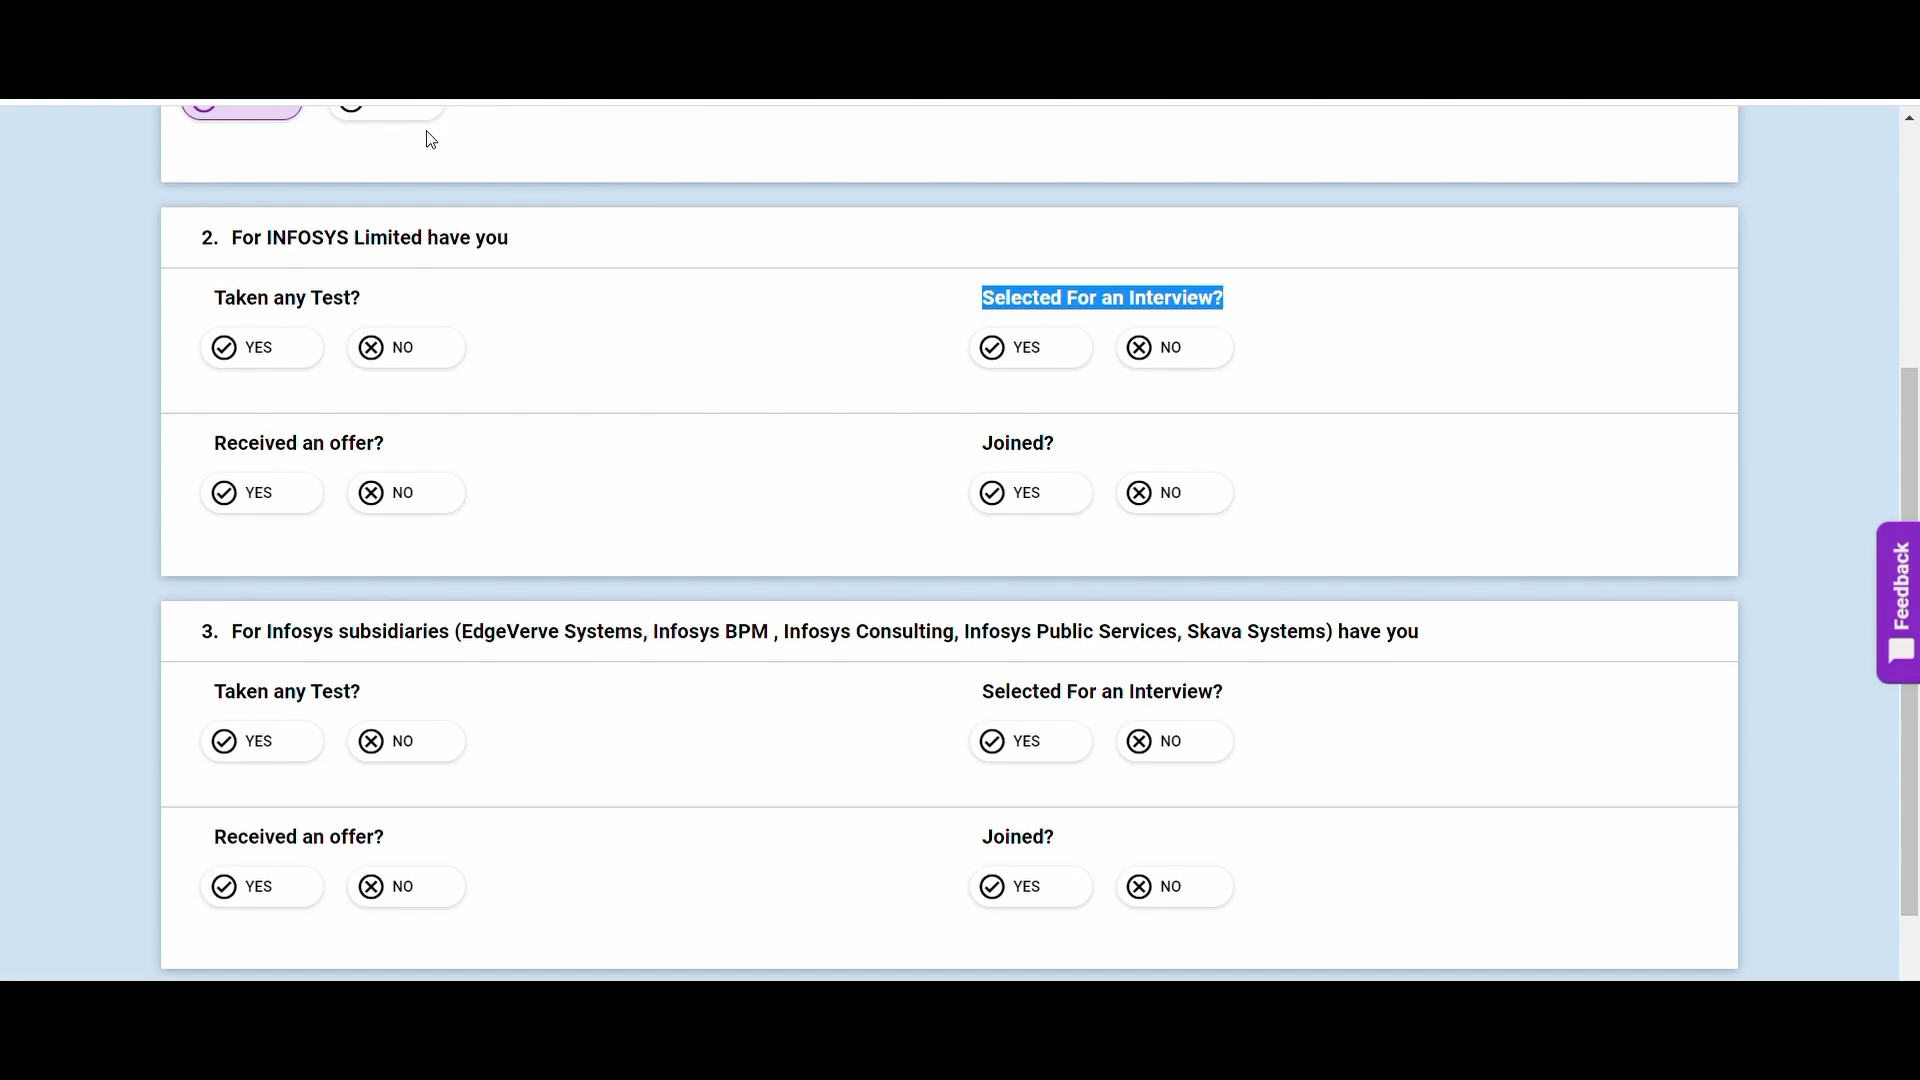 2. For INFOSYS Limited have you
Taken any Test?
Selected For an Interview?
YES
NO
YES
NO
Received an offer?
Joined?
YES
NO
YES
NO
3. For Infosys subsidiaries (EdgeVerve Systems, Infosys BPM , Infosys Consulting, Infosys Public Services, Skava Systems) have you
Taken any Test?
Selected For an Interview?
YES
NO
YES
NO
Received an offer?
Joined?
YES
NO
YES
NO
Feedback